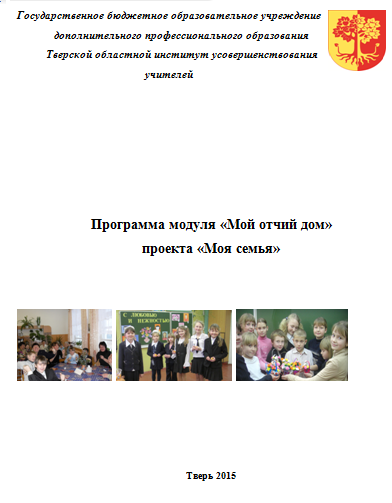 Государственное бюджетное образовательное учреждение
дополнительного профессионального образования
Тверской областной институт усовершенствования
учителей
Программа модуля «Мой отчий дом»
проекта «Моя семья»
С ЛЮБОВЬЮ
И НЕЖНОСТЬЮ
Тверь 2015